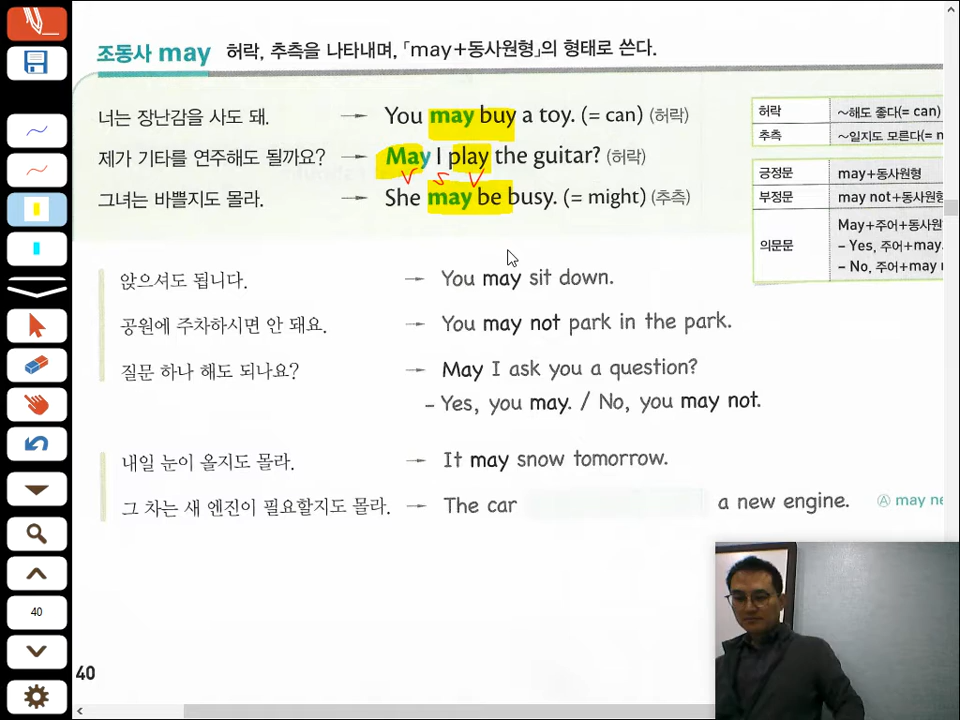 조동사 may 허락, 추측을 나타내며, 「may+동사원형」의 형태로 쓴다.
너는 장난감을 사도 돼. → You may buy a toy. (= can) (허락)
제가 기타를 연주해도 될까요? → May I play the guitar? (허락)
그녀는 바쁠지도 몰라. → She may be busy. (= might) (추측)
허락 ~해도 좋다(= can)
추측 ~일지도 모른다(= m
긍정문 may+동사원형
부정문 may not+동사원형
의문문 May+주어+동사원
- Yes, 주어+may.
- No, 주어+may n
앉으셔도 됩니다. → You may sit down.
공원에 주차하시면 안 돼요. → You may not park in the park.
질문 하나 해도 되나요? → May I ask you a question?
- Yes, you may. / No, you may not.
내일 눈이 올지도 몰라. → It may snow tomorrow.
그 차는 새 엔진이 필요할지도 몰라. → The car a new engine. Ⓐ may ne
40
40